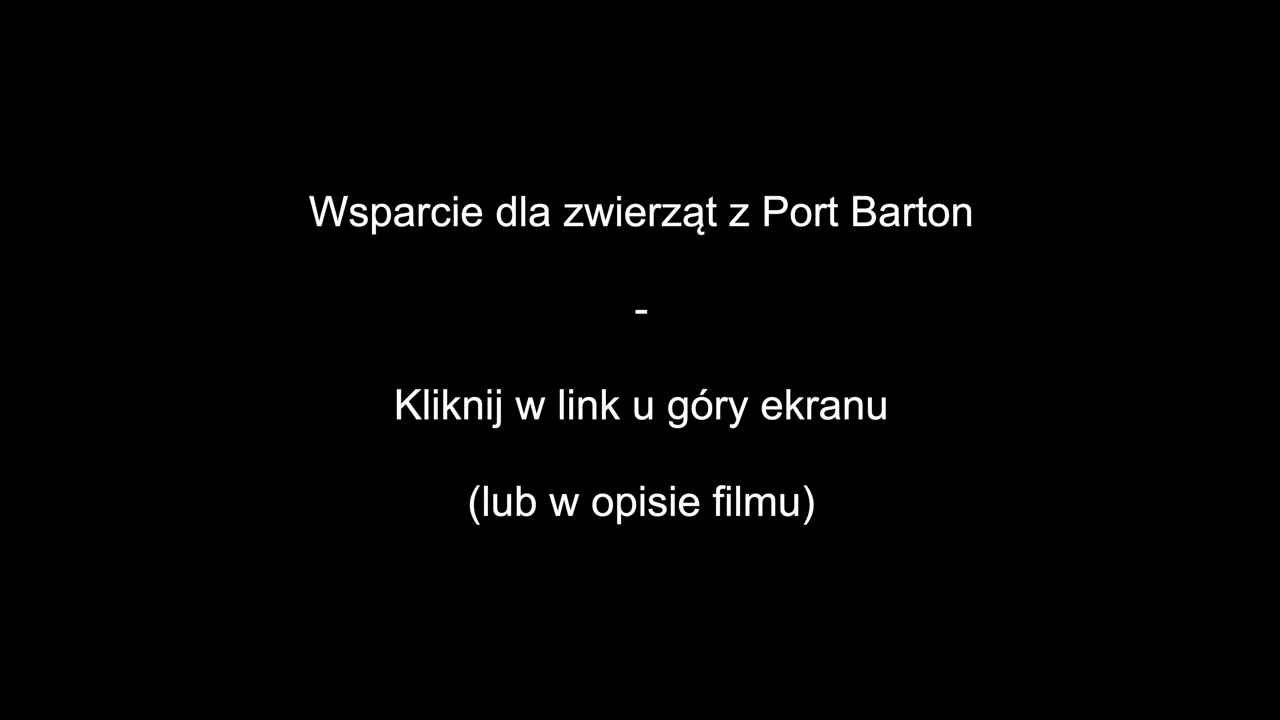 Wsparcie dla zwierząt z Port Barton
-
Kliknij w link u góry ekranu
(lub w opisie filmu)